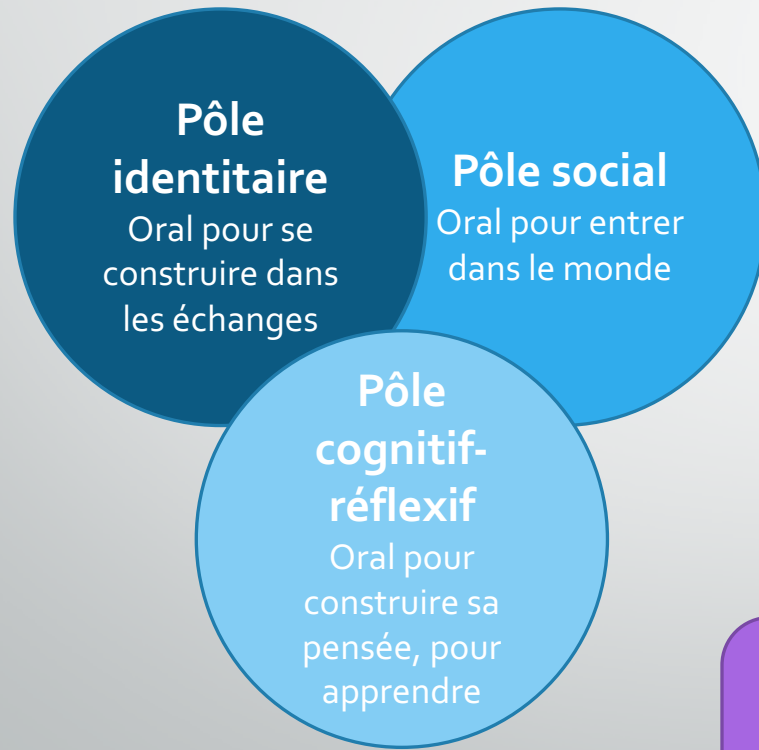 Pôle
identitaire
Oral pour se
construire dans
les échanges
Pôle social
Oral pour entrer
dans le monde
Pôle
cognitif-
réflexif
Oral pour
construire sa
pensée, pour
apprendre